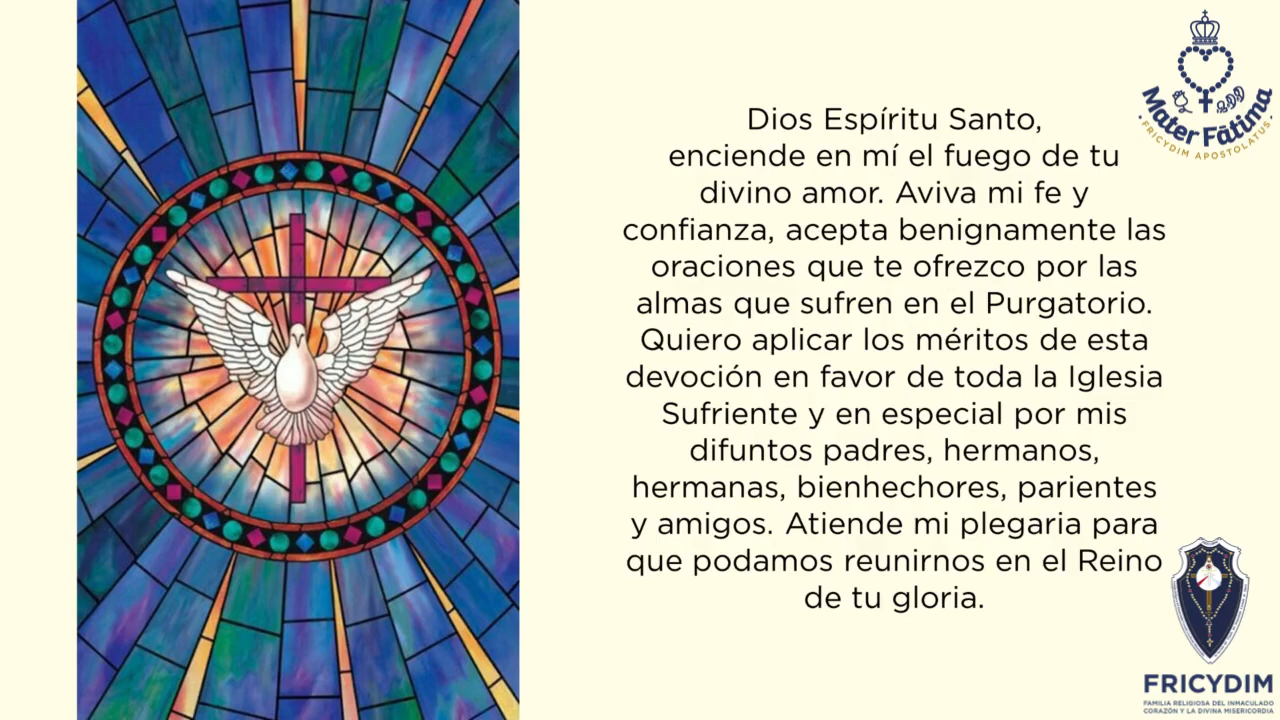 Dios Espíritu Santo,
enciende en mí el fuego de tu
divino amor. Aviva mi fe y
confianza, acepta benignamente las
oraciones que te ofrezco por las
almas que sufren en el Purgatorio.
Quiero aplicar los méritos de esta
devoción en favor de toda la Iglesia
Sufriente y en especial por mis
difuntos padres, hermanos,
hermanas, bienhechores, parientes
y amigos. Atiende mi plegaria para
que podamos reunirnos en el Reino
de tu gloria.
Mater Fātima
• FRICYDIM APOSTOLATUS •
FRICYDIM
FAMILIA RELIGIOSA DEL INMACULADO
CORAZÓN Y LA DIVINA MISERICORDIA